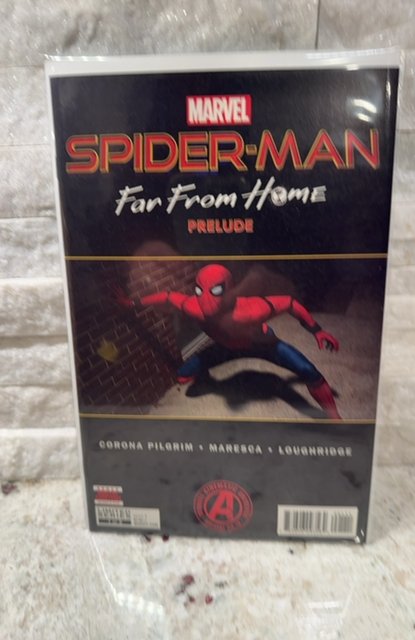 MARVEL
SPIDER-MAN
Far From Home
PRELUDE
CORONA PILGRIM • MARESCA • LOUGHRIDGE
A